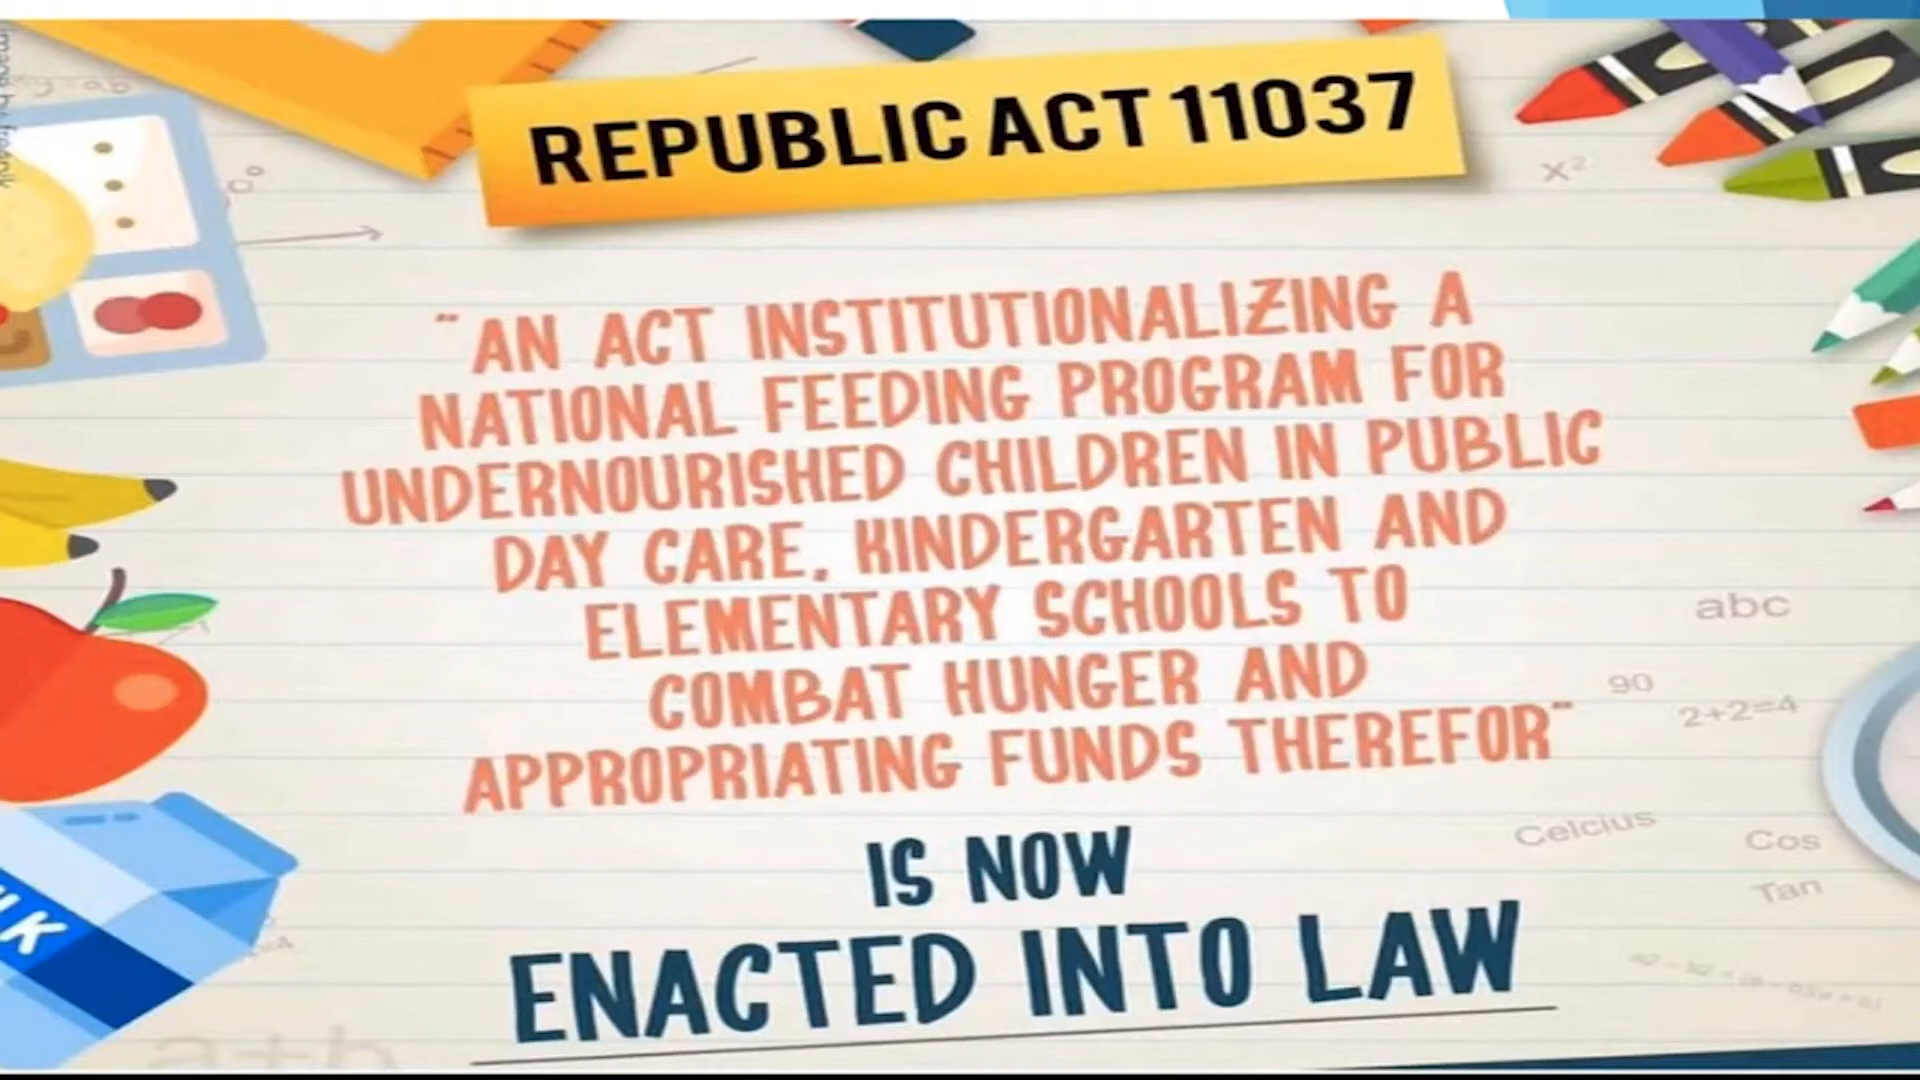 REPUBLIC ACT 11037
"AN ACT INSTITUTIONALIZING A
NATIONAL FEEDING PROGRAM FOR
UNDERNOURISHED CHILDREN IN PUBLIC
DAY CARE, KINDERGARTEN AND
ELEMENTARY SCHOOLS TO
COMBAT HUNGER AND
APPROPRIATING FUNDS THEREFOR"
IS NOW
ENACTED INTO LAW
x²
abc
90
2+2=4
Celcius
Cos
Tan
a+b